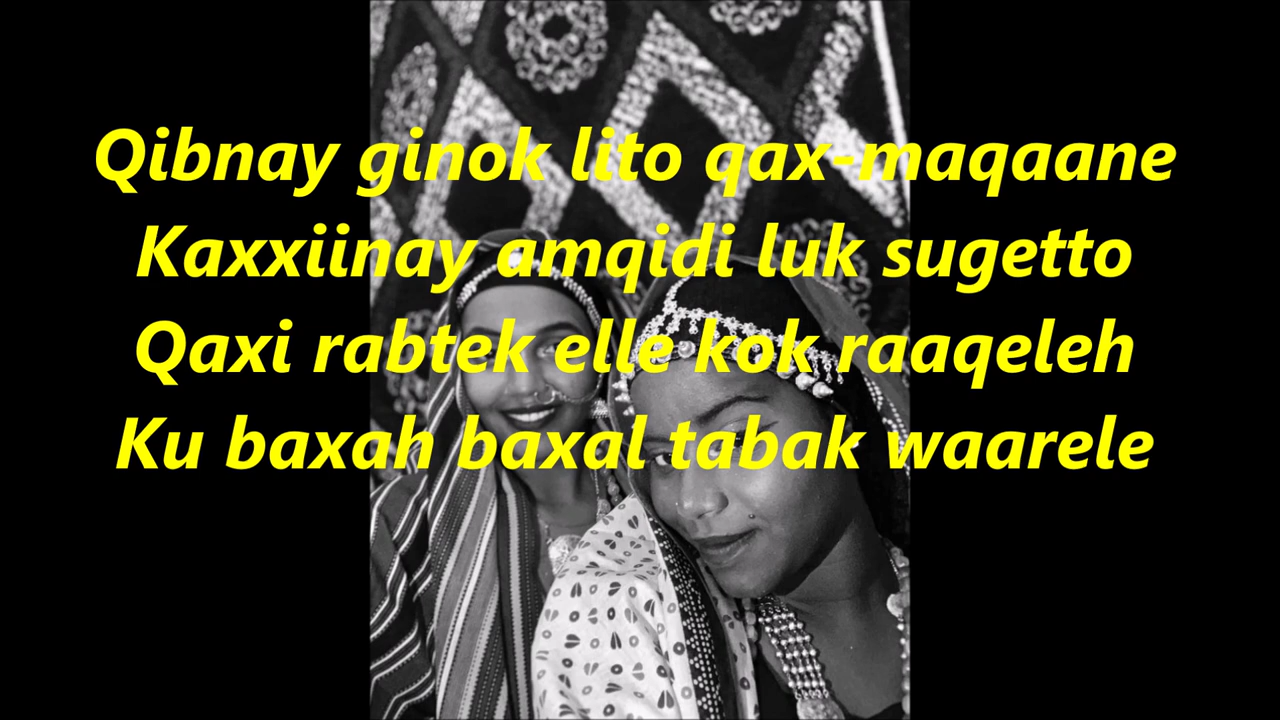 Qibnay ginok lito qax-maqaane
Kaxxiinay amqidi luk sugetto
Qaxi rabtek elle kok raaqeleh
Ku baxah baxal tabak waarele